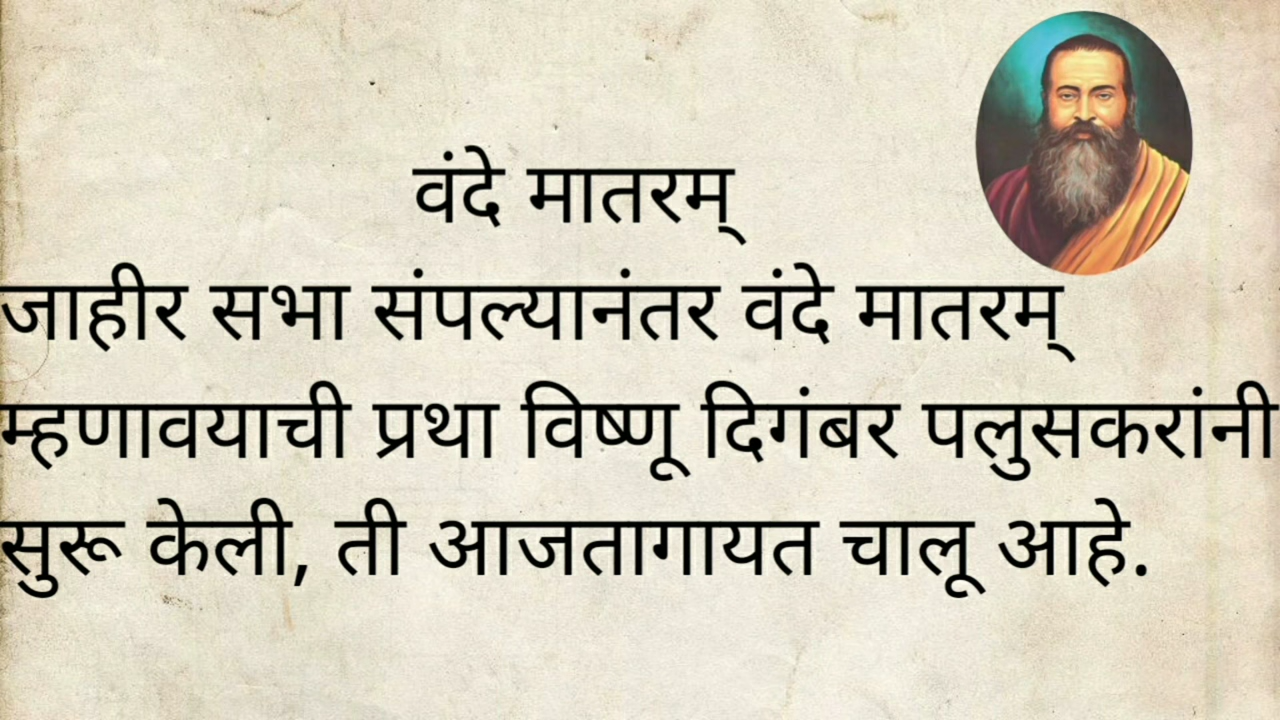 वंदे मातरम्
जाहीर सभा संपल्यानंतर वंदे मातरम्
म्हणावयाची प्रथा विष्णू दिगंबर पलुसकरांनी
सुरू केली, ती आजतागायत चालू आहे.